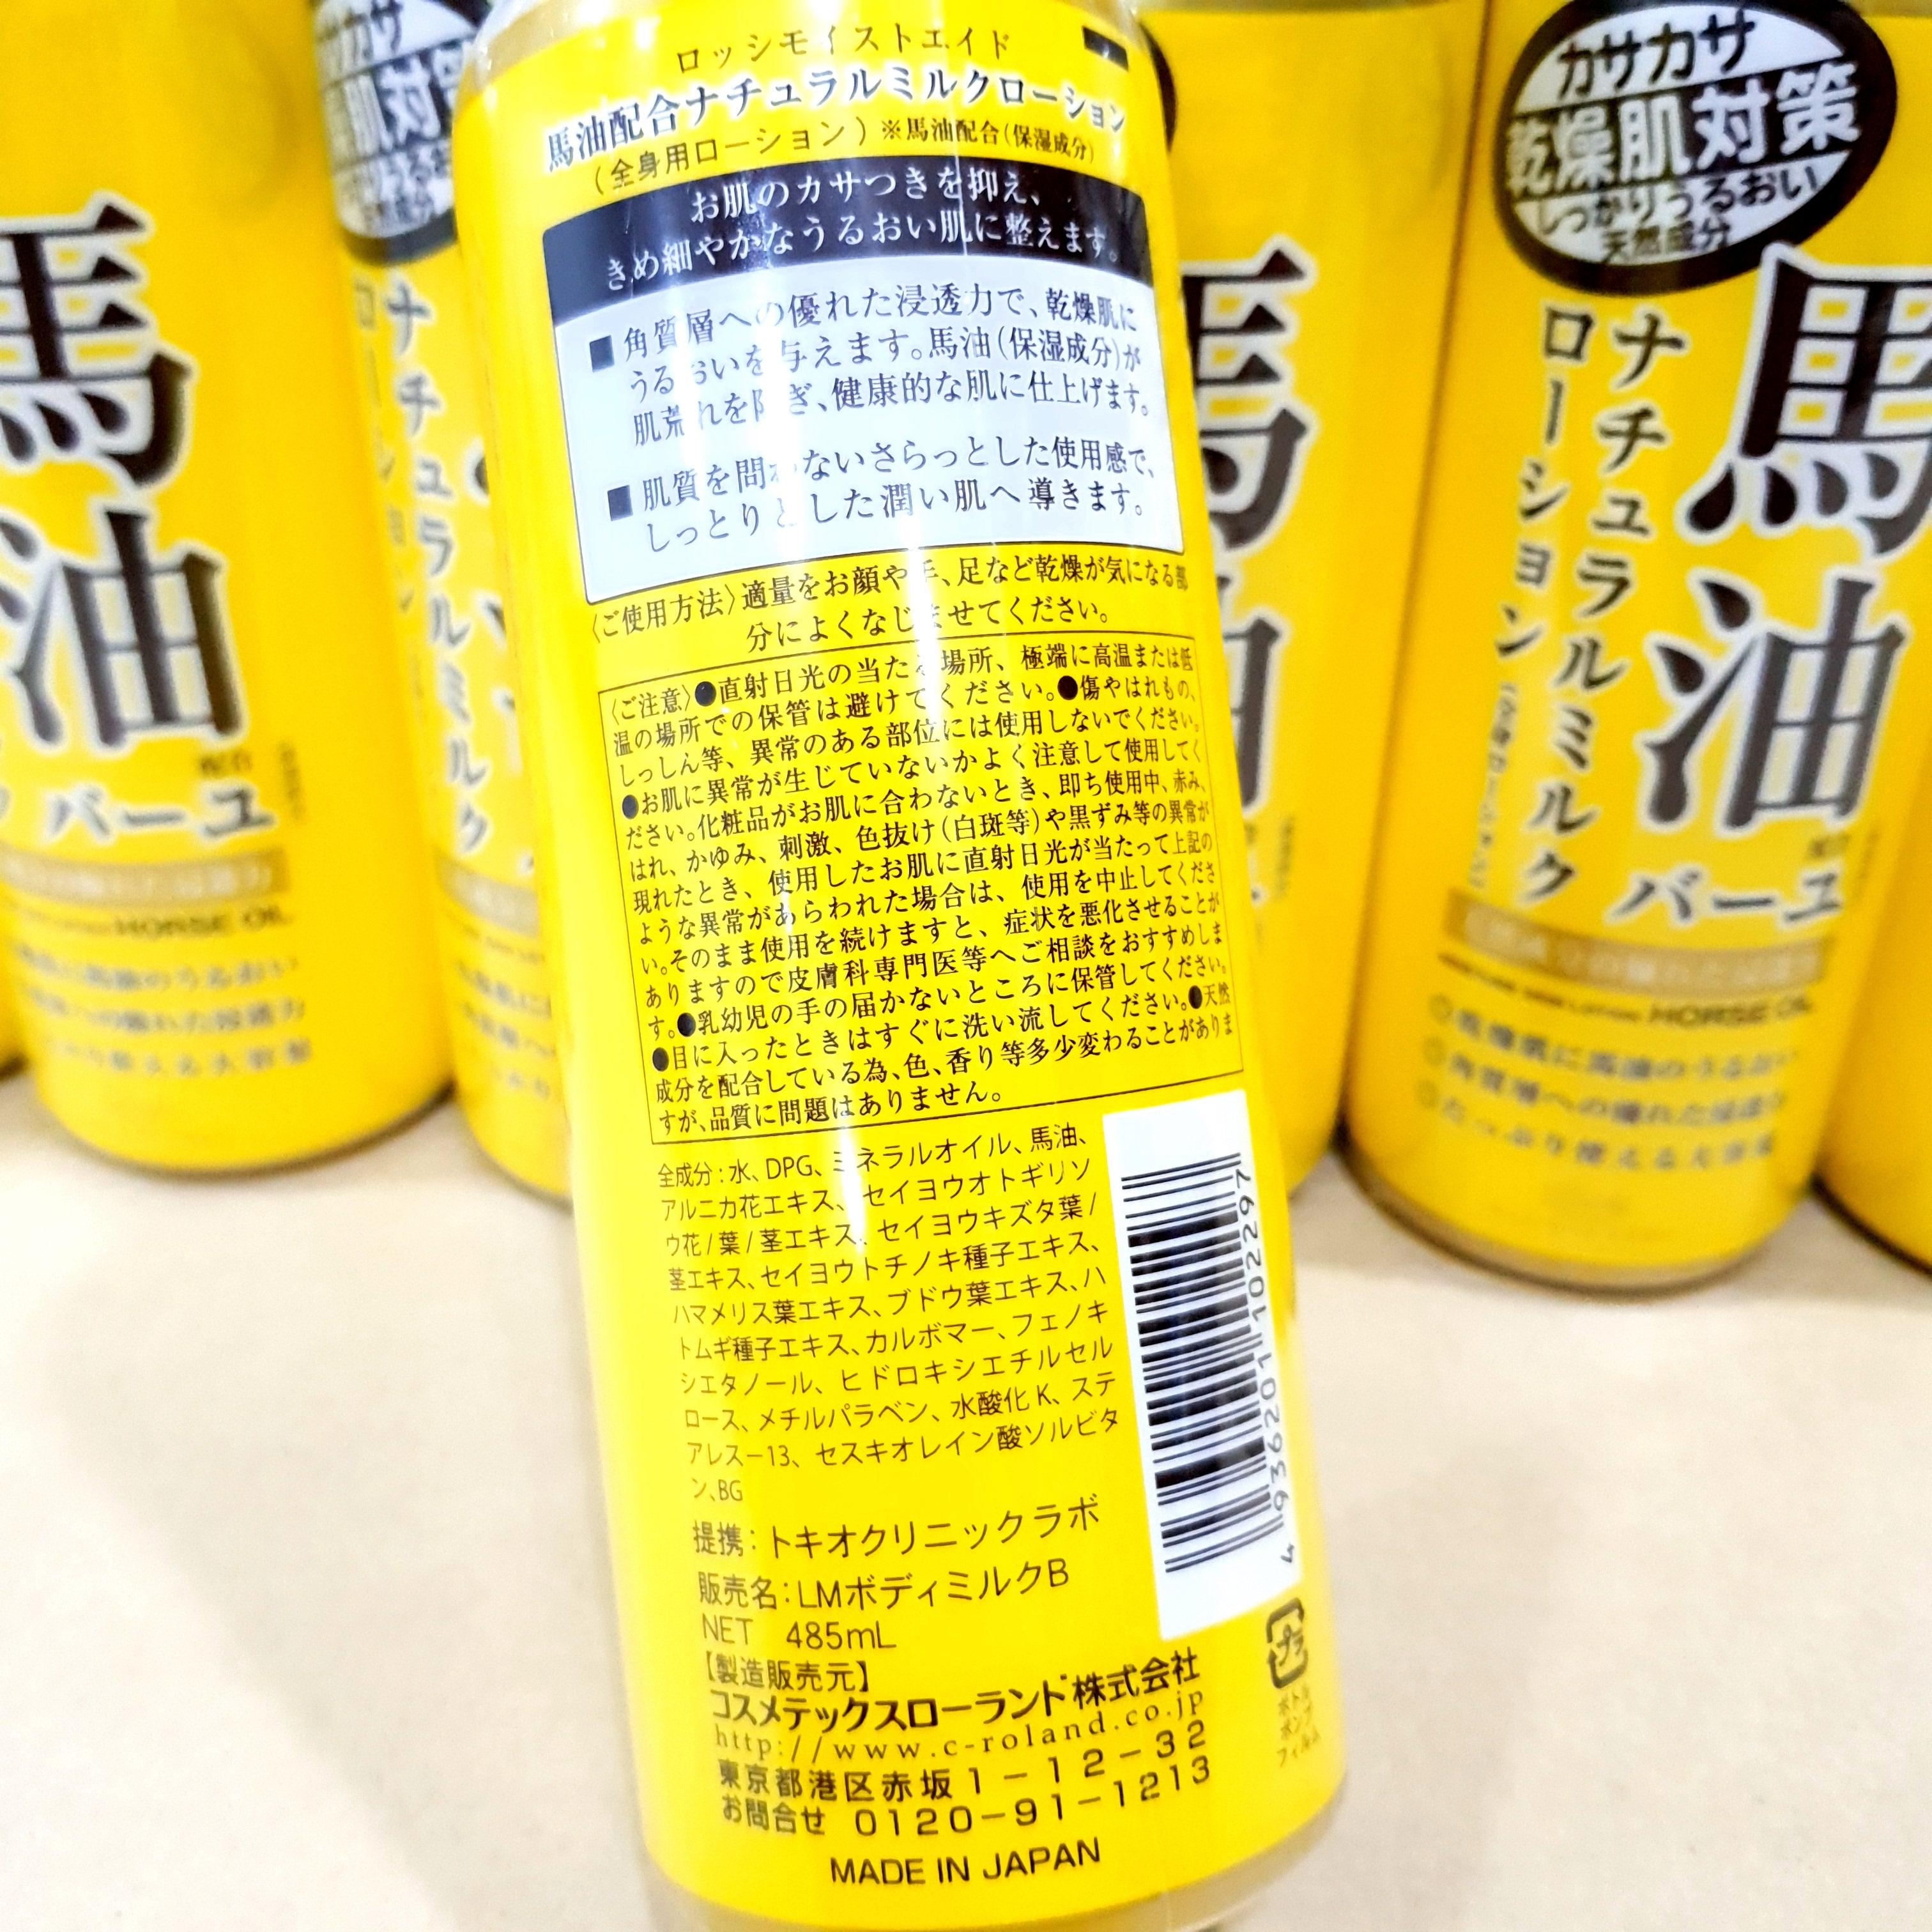 ロッシモイストエイド
馬油配合ナチュラルミルクローション
(全身用ローション) ※馬油配合(保湿成分)
お肌のカサつきを抑え、
きめ細やかなうるおい肌に整えます。
■角質層への優れた浸透力で、乾燥肌に
うるおいを与えます。馬油(保湿成分)が
肌荒れを防ぎ、健康的な肌に仕上げます。
■肌質を問わないさらっとした使用感で、
しっとりとした潤い肌へ導きます。
〈ご使用方法〉適量をお顔や手、足など乾燥が気になる部
分によくなじませてください。
〈ご注意〉●直射日光の当たる場所、極端に高温または低
温の場所での保管は避けてください。●傷やはれもの、
しっしん等、異常のある部位には使用しないでください。
●お肌に異常が生じていないかよく注意して使用してく
ださい。化粧品がお肌に合わないとき、即ち使用中、赤み、
はれ、かゆみ、刺激、色抜け(白斑等)や黒ずみ等の異常が
現れたとき、使用したお肌に直射日光が当たって上記の
ような異常があらわれた場合は、使用を中止してくださ
い。そのまま使用を続けますと、症状を悪化させることが
ありますので皮膚科専門医等へご相談をおすすめしま
す。●乳幼児の手の届かないところに保管してください。
●目に入ったときはすぐに洗い流してください。●天然
成分を配合している為、色、香り等多少変わることがありま
すが、品質に問題はありません。
全成分:水、DPG、ミネラルオイル、馬油、
アルニカ花エキス、セイヨウオトギリソ
ウ花/葉/茎エキス、セイヨウキズタ葉/
茎エキス、セイヨウトチノキ種子エキス、
ハマメリス葉エキス、ブドウ葉エキス、ハ
トムギ種子エキス、カルボマー、フェノキ
シエタノール、ヒドロキシエチルセル
ロース、メチルパラベン、水酸化K、ステ
アレス-13、セスキオレイン酸ソルビタ
ン、BG
提携:トキオクリニックラボ
販売名:LMボディミルクB
NET 485mL
【製造販売元】
コスメテックスローランド株式会社
http://www.c-roland.co.jp
東京都港区赤坂1-12-32
お問合せ 0120-91-1213
MADE IN JAPAN
4 936201 102297
プラ
ボトル
ポンプ
フィルム
カサカサ
乾燥肌対策
しっかりうるおい
天然成分
馬油
バーユ
ナチュラルミルク
ローション
HORSE OIL
馬油
バーユ
HORSE OIL
ナチュラルミルク